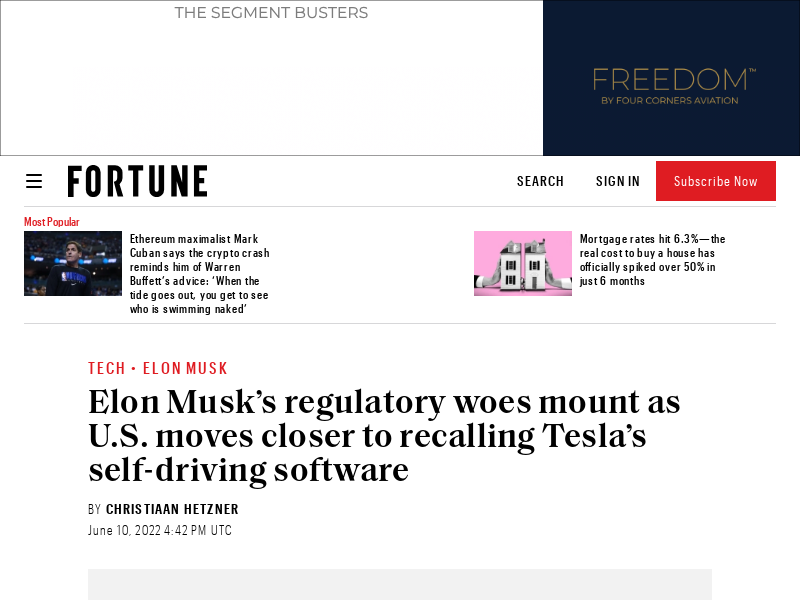 THE SEGMENT BUSTERS
FREEDOM™
BY FOUR CORNERS AVIATION
FORTUNE
SEARCH
SIGN IN
Subscribe Now
Most Popular
Ethereum maximalist Mark
Cuban says the crypto crash
reminds him of Warren
Buffett’s advice: ‘When the
tide goes out, you get to see
who is swimming naked’
Mortgage rates hit 6.3%—the
real cost to buy a house has
officially spiked over 50% in
just 6 months
TECH • ELON MUSK
Elon Musk’s regulatory woes mount as
U.S. moves closer to recalling Tesla’s
self-driving software
BY CHRISTIAAN HETZNER
June 10, 2022 4:42 PM UTC